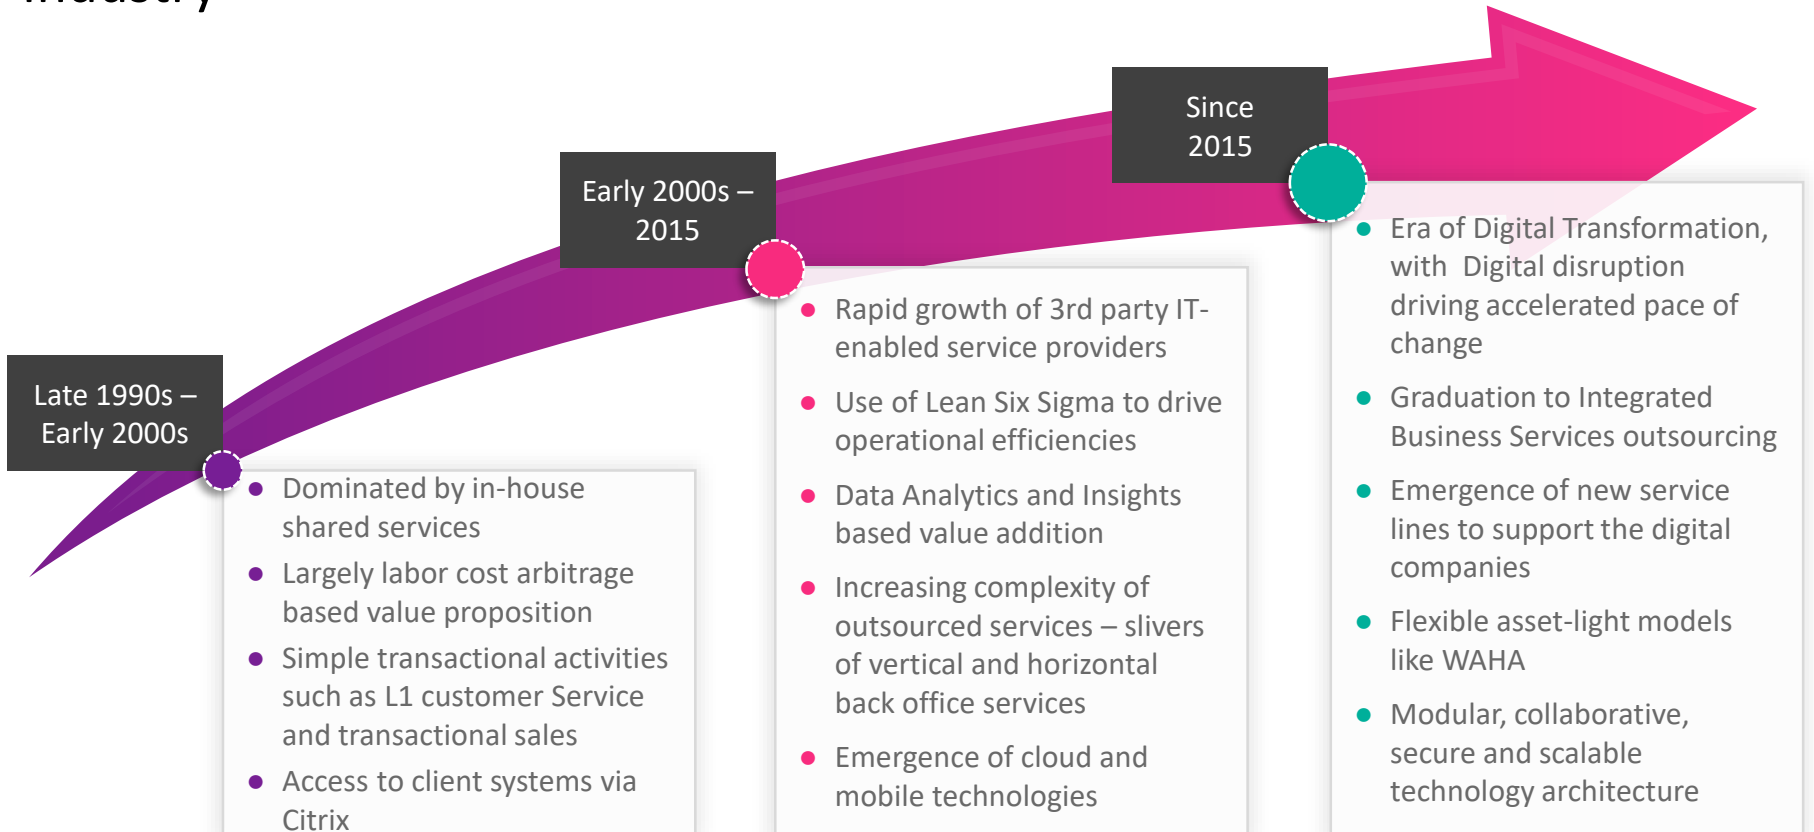 Industry
Since
2015
Early 2000s –
2015
Late 1990s –
Early 2000s
Dominated by in-house
shared services
Largely labor cost arbitrage
based value proposition
Simple transactional activities
such as L1 customer Service
and transactional sales
Access to client systems via
Citrix
Rapid growth of 3rd party IT-
enabled service providers
Use of Lean Six Sigma to drive
operational efficiencies
Data Analytics and Insights
based value addition
Increasing complexity of
outsourced services – slivers
of vertical and horizontal
back office services
Emergence of cloud and
mobile technologies
Era of Digital Transformation,
with  Digital disruption
driving accelerated pace of
change
Graduation to Integrated
Business Services outsourcing
Emergence of new service
lines to support the digital
companies
Flexible asset-light models
like WAHA
Modular, collaborative,
secure and scalable
technology architecture